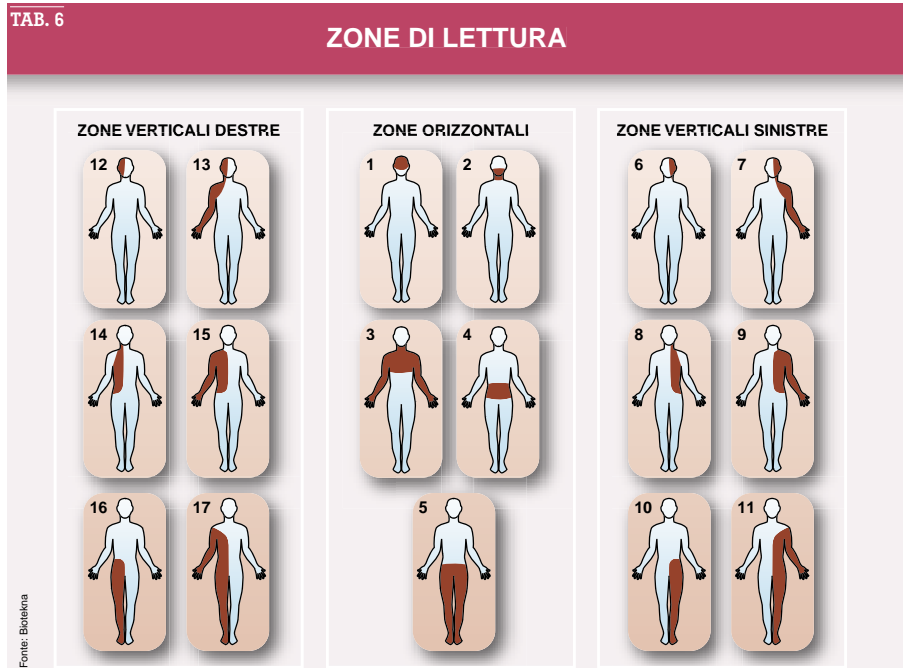 TAB. 6
ZONE DI LETTURA
ZONE VERTICALI DESTRE
12 13
14 15
16 17
ZONE ORIZZONTALI
1 2
3 4
5
ZONE VERTICALI SINISTRE
6 7
8 9
10 11
Fonte: Biotekna